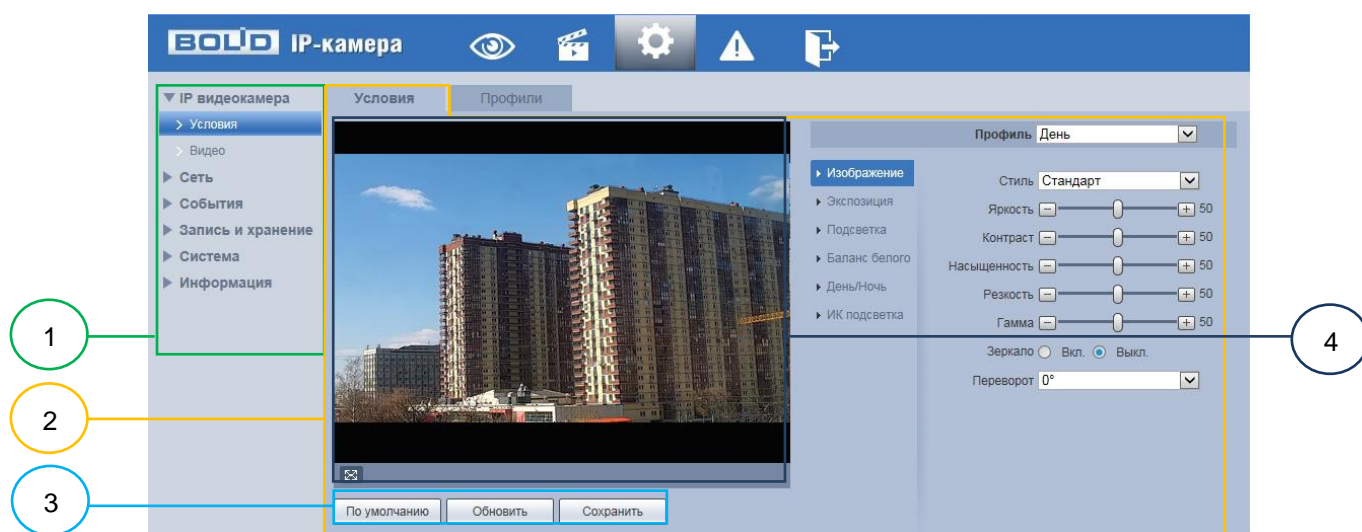 BOLID IP-камера
IP видеокамера
Условия
Видео
Сеть
События
Запись и хранение
Система
Информация
Условия
Профили
Профиль День
Изображение
Экспозиция
Подсветка
Баланс белого
День/Ночь
ИК подсветка
Стиль Стандарт
Яркость 50
Контраст 50
Насыщенность 50
Резкость 50
Гамма 50
Зеркало Вкл. Выкл.
Переворот 0°
По умолчанию
Обновить
Сохранить
1
2
3
4